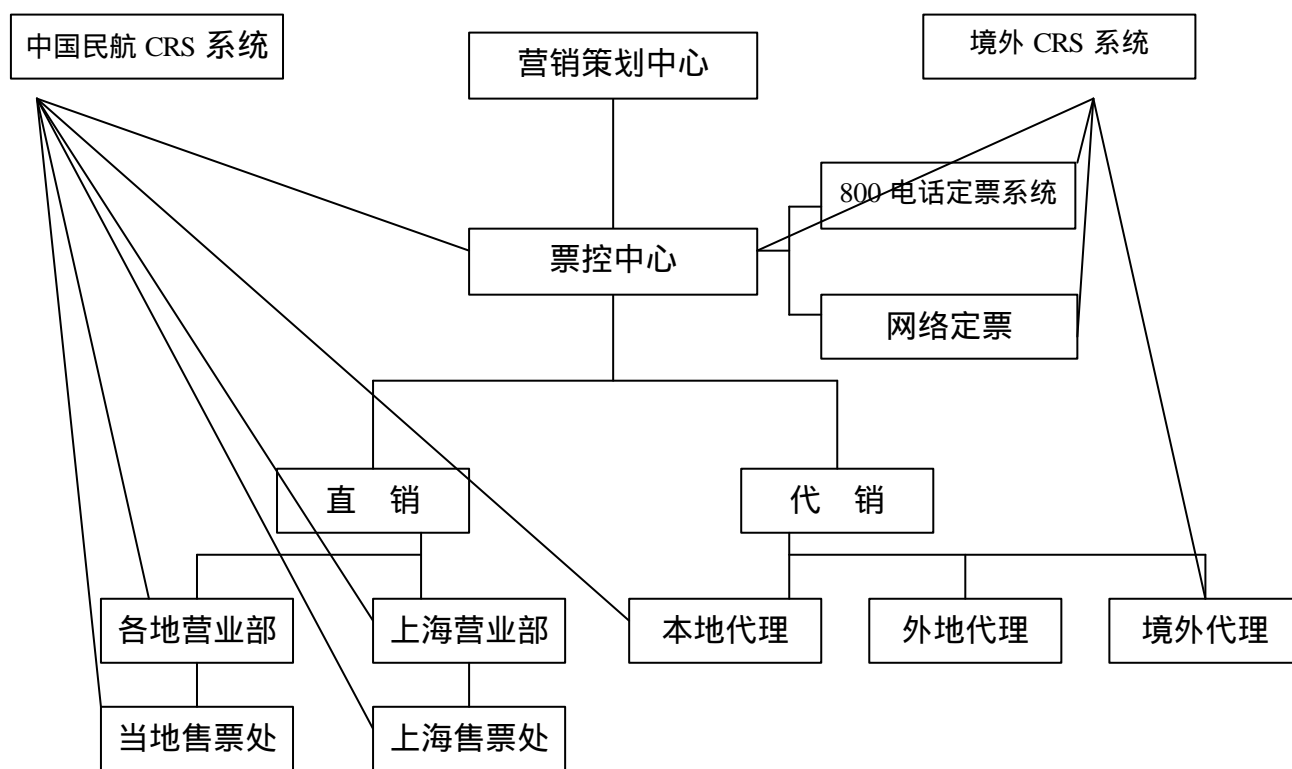 中国民航 CRS 系统
营销策划中心
境外 CRS 系统
800 电话定票系统
票控中心
网络定票
直 销
代 销
各地营业部
上海营业部
本地代理
外地代理
境外代理
当地售票处
上海售票处